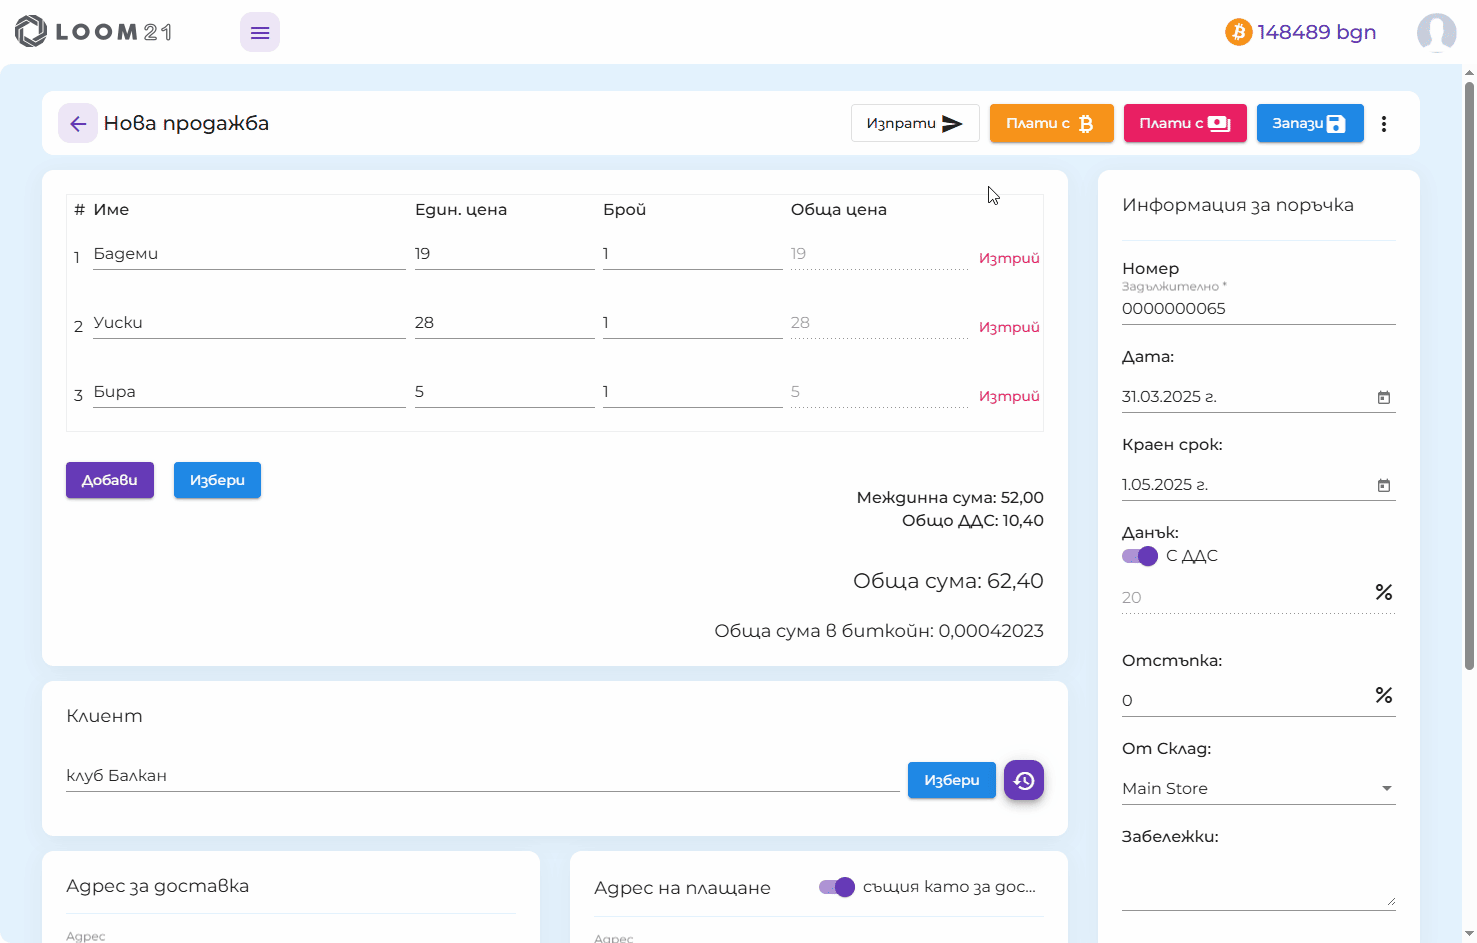 LOOM21
148489 bgn
Нова продажба
Изпрати
Плати с
Плати с
Запази
# Име Един. цена Брой Обща цена
1 Бадеми 19 1 19 Изтрий
2 Уиски 28 1 28 Изтрий
3 Бира 5 1 5 Изтрий
Добави Избери
Междинна сума: 52,00
Общо ДДС: 10,40
Обща сума: 62,40
Обща сума в биткойн: 0,00042023
Клиент
клуб Балкан
Избери
Адрес за доставка
Адрес
Адрес на плащане
същия като за дос...
Адрес
Информация за поръчка
Номер
Задължително *
0000000065
Дата:
31.03.2025 г.
Краен срок:
1.05.2025 г.
Данък:
С ДДС
20 %
Отстъпка:
0 %
От Склад:
Main Store
Забележки: